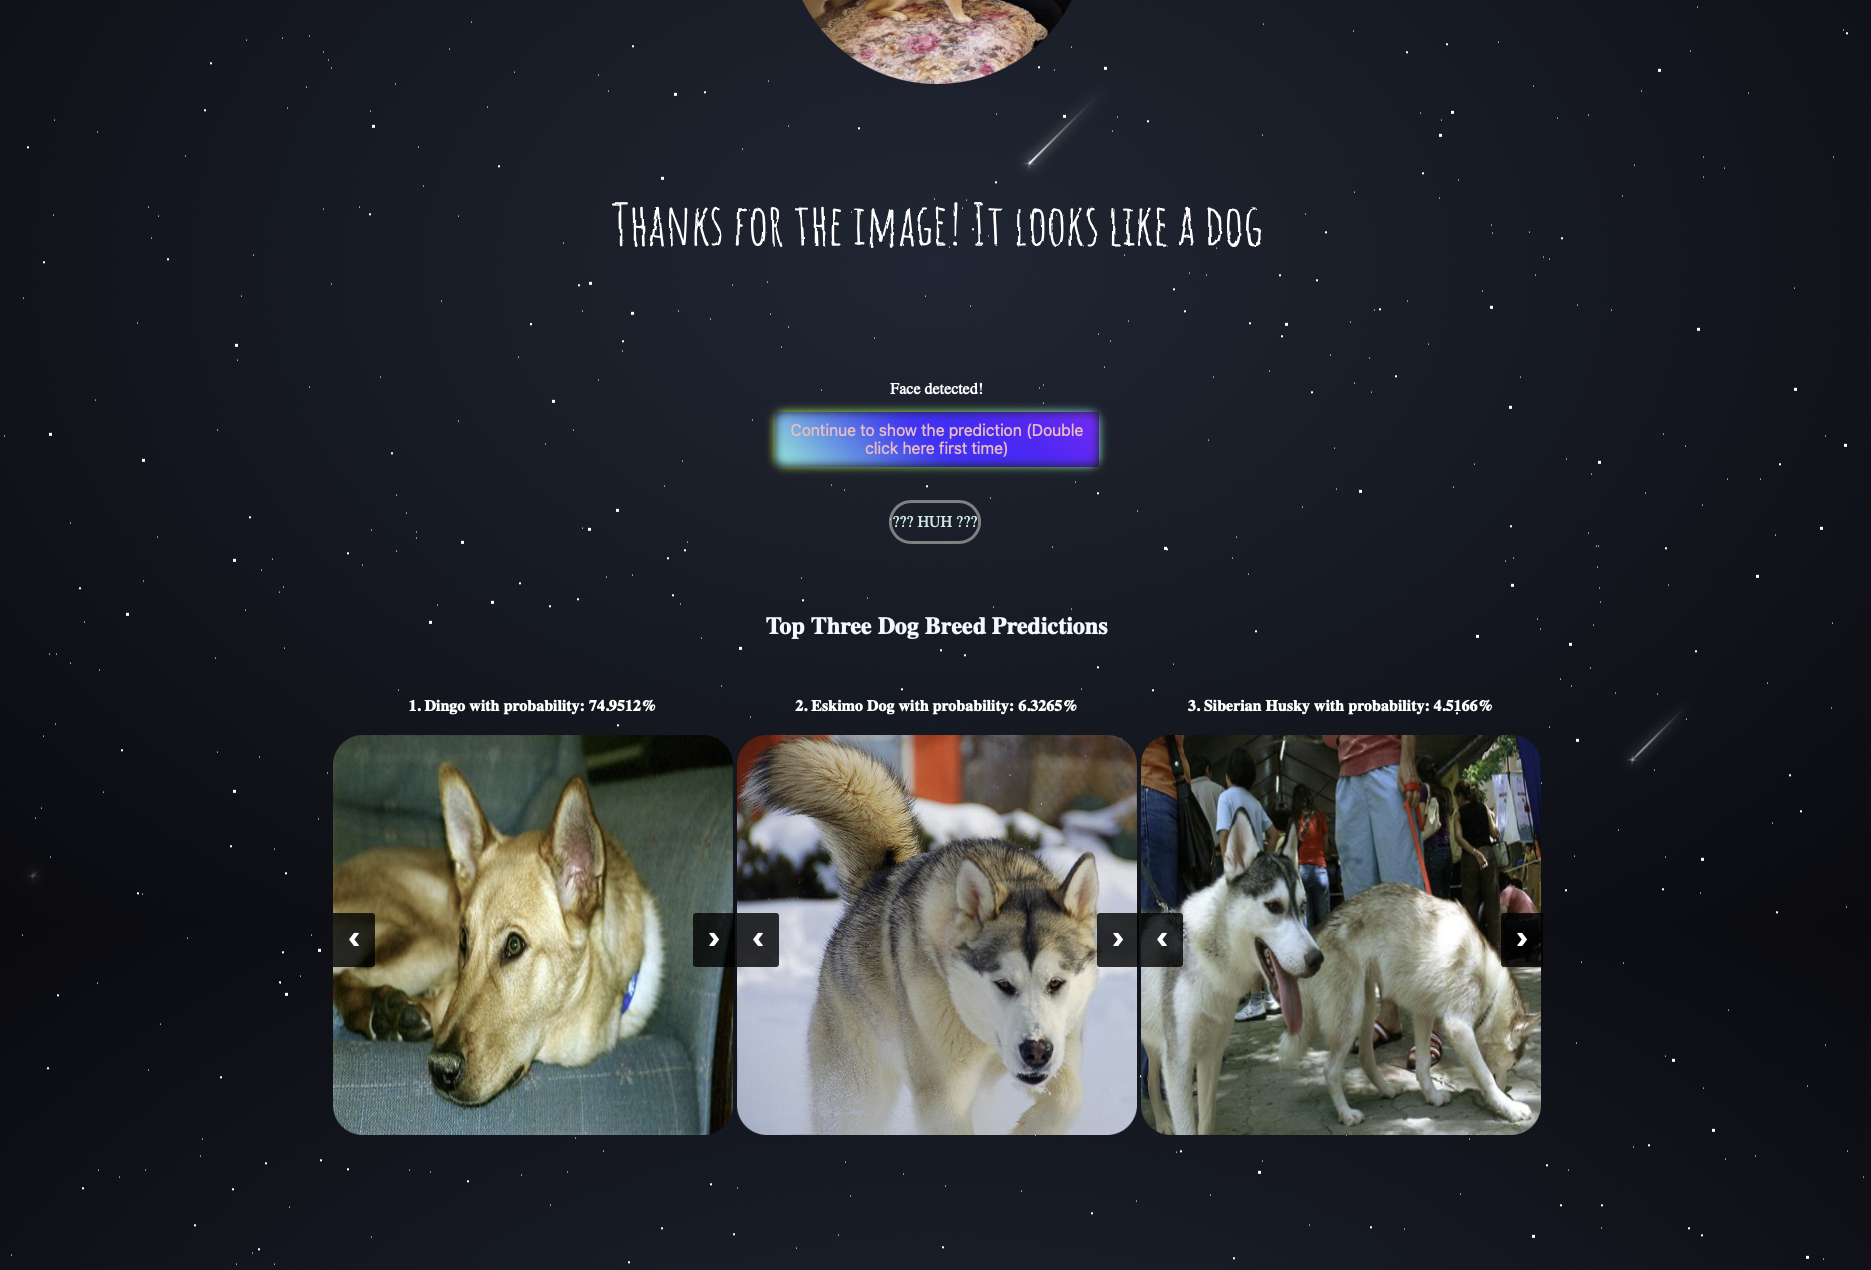 Thanks for the image! It looks like a dog
Face detected!
Continue to show the prediction (Double
click here first time)
??? HUH ???
Top Three Dog Breed Predictions
1. Dingo with probability: 74.9512%
2. Eskimo Dog with probability: 6.3265%
3. Siberian Husky with probability: 4.5166%
❮ ❯ ❮ ❯ ❮ ❯